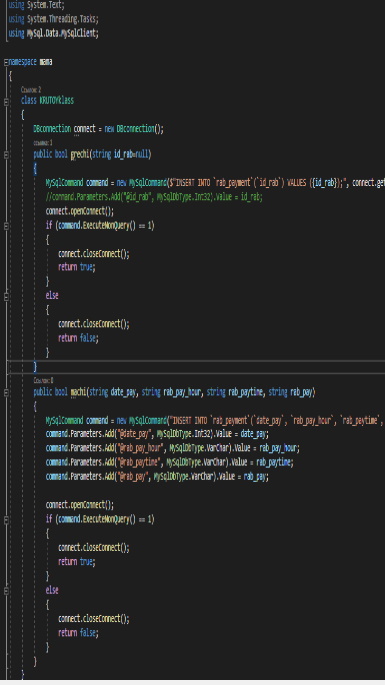 using System.Text;
using System.Threading.Tasks;
using MySql.Data.MySqlClient;
namespace mama
{
Ссылок: 2
class KRUTOYklass
{
DBconnection connect = new DBconnection();
ссылка: 1
public bool grechi(string id_rab=null)
{
MySqlCommand command = new MySqlCommand($"INSERT INTO `rab_payment`(`id_rab`) VALUES ({id_rab});", connect.get
//command.Parameters.Add("@id_rab", MySqlDbType.Int32).Value = id_rab;
connect.openConnect();
if (command.ExecuteNonQuery() == 1)
{
connect.closeConnect();
return true;
}
else
{
connect.closeConnect();
return false;
}
}
Ссылок: 0
public bool machi(string date_pay, string rab_pay_hour, string rab_paytime, string rab_pay)
{
MySqlCommand command = new MySqlCommand("INSERT INTO `rab_payment`(`date_pay`, `rab_pay_hour`, `rab_paytime`,
command.Parameters.Add("@date_pay", MySqlDbType.Int32).Value = date_pay;
command.Parameters.Add("@rab_pay_hour", MySqlDbType.VarChar).Value = rab_pay_hour;
command.Parameters.Add("@rab_paytime", MySqlDbType.VarChar).Value = rab_paytime;
command.Parameters.Add("@rab_pay", MySqlDbType.VarChar).Value = rab_pay;
connect.openConnect();
if (command.ExecuteNonQuery() == 1)
{
connect.closeConnect();
return true;
}
else
{
connect.closeConnect();
return false;
}
}
}